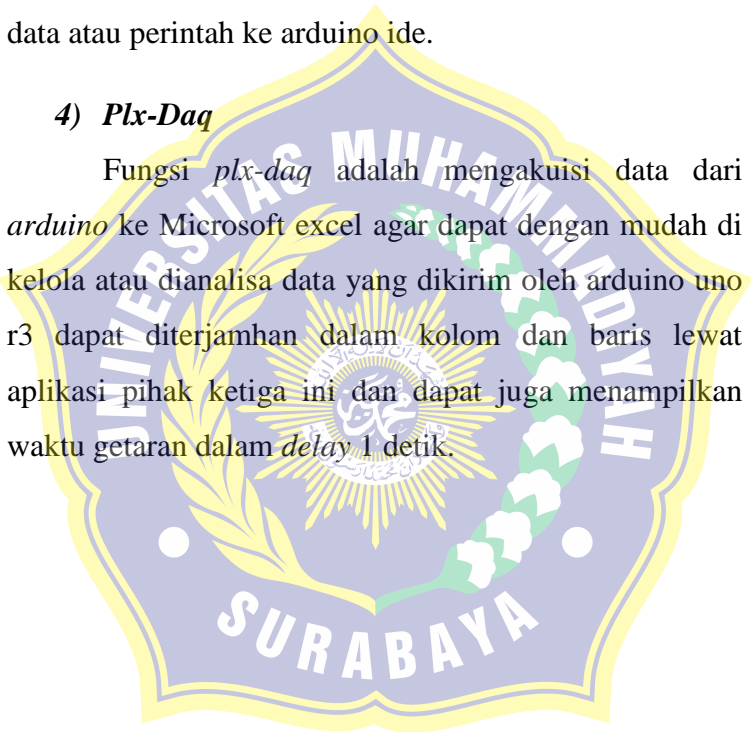 data atau perintah ke arduino ide.
4) Plx-Daq
Fungsi plx-daq adalah mengakuisi data dari
arduino ke Microsoft excel agar dapat dengan mudah di
kelola atau dianalisa data yang dikirim oleh arduino uno
r3 dapat diterjamhan dalam kolom dan baris lewat
aplikasi pihak ketiga ini dan dapat juga menampilkan
waktu getaran dalam delay 1 detik.
UNIVERSITAS MUHAMMADIYAH
SURABAYA